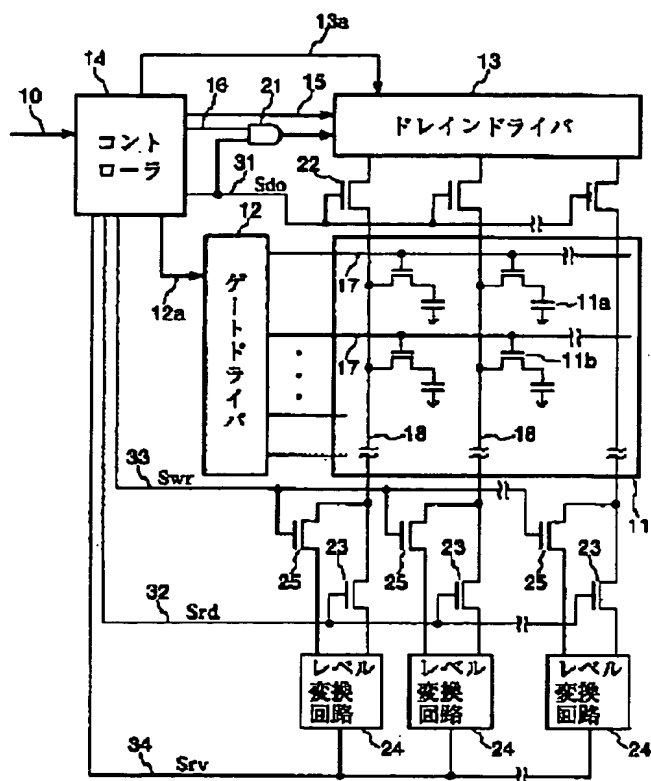 13a
14
13
16
21
15
10
コント
ローラ
ドレインドライバ
31
Sdo
22
12
12a
ゲートドライバ
17
11a
17
11b
18
18
33
Swr
11
23
23
23
25
25
25
32
Srd
レベル
変換
回路
レベル
変換
回路
レベル
変換
回路
24
24
24
34
Srv